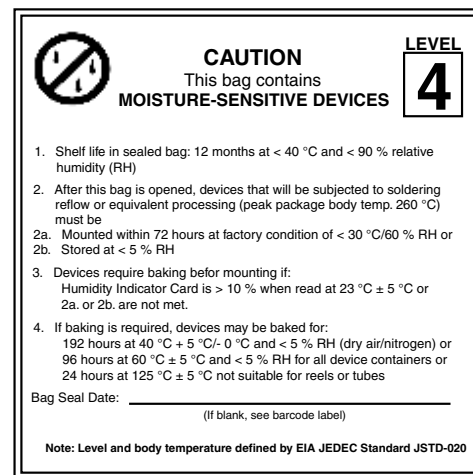 LEVEL
CAUTION
4
This bag contains
MOISTURE-SENSITIVE DEVICES
1. Shelf life in sealed bag: 12 months at < 40 °C and < 90 % relative
humidity (RH)
2. After this bag is opened, devices that will be subjected to soldering
reflow or equivalent processing (peak package body temp. 260 °C)
must be
2a. Mounted within 72 hours at factory condition of < 30 °C/60 % RH or
2b. Stored at < 5 % RH
3. Devices require baking befor mounting if:
Humidity Indicator Card is > 10 % when read at 23 °C ± 5 °C or
2a. or 2b. are not met.
4. If baking is required, devices may be baked for:
192 hours at 40 °C + 5 °C/- 0 °C and < 5 % RH (dry air/nitrogen) or
96 hours at 60 °C ± 5 °C and < 5 % RH for all device containers or
24 hours at 125 °C ± 5 °C not suitable for reels or tubes
Bag Seal Date:
(If blank, see barcode label)
Note: Level and body temperature defined by EIA JEDEC Standard JSTD-020